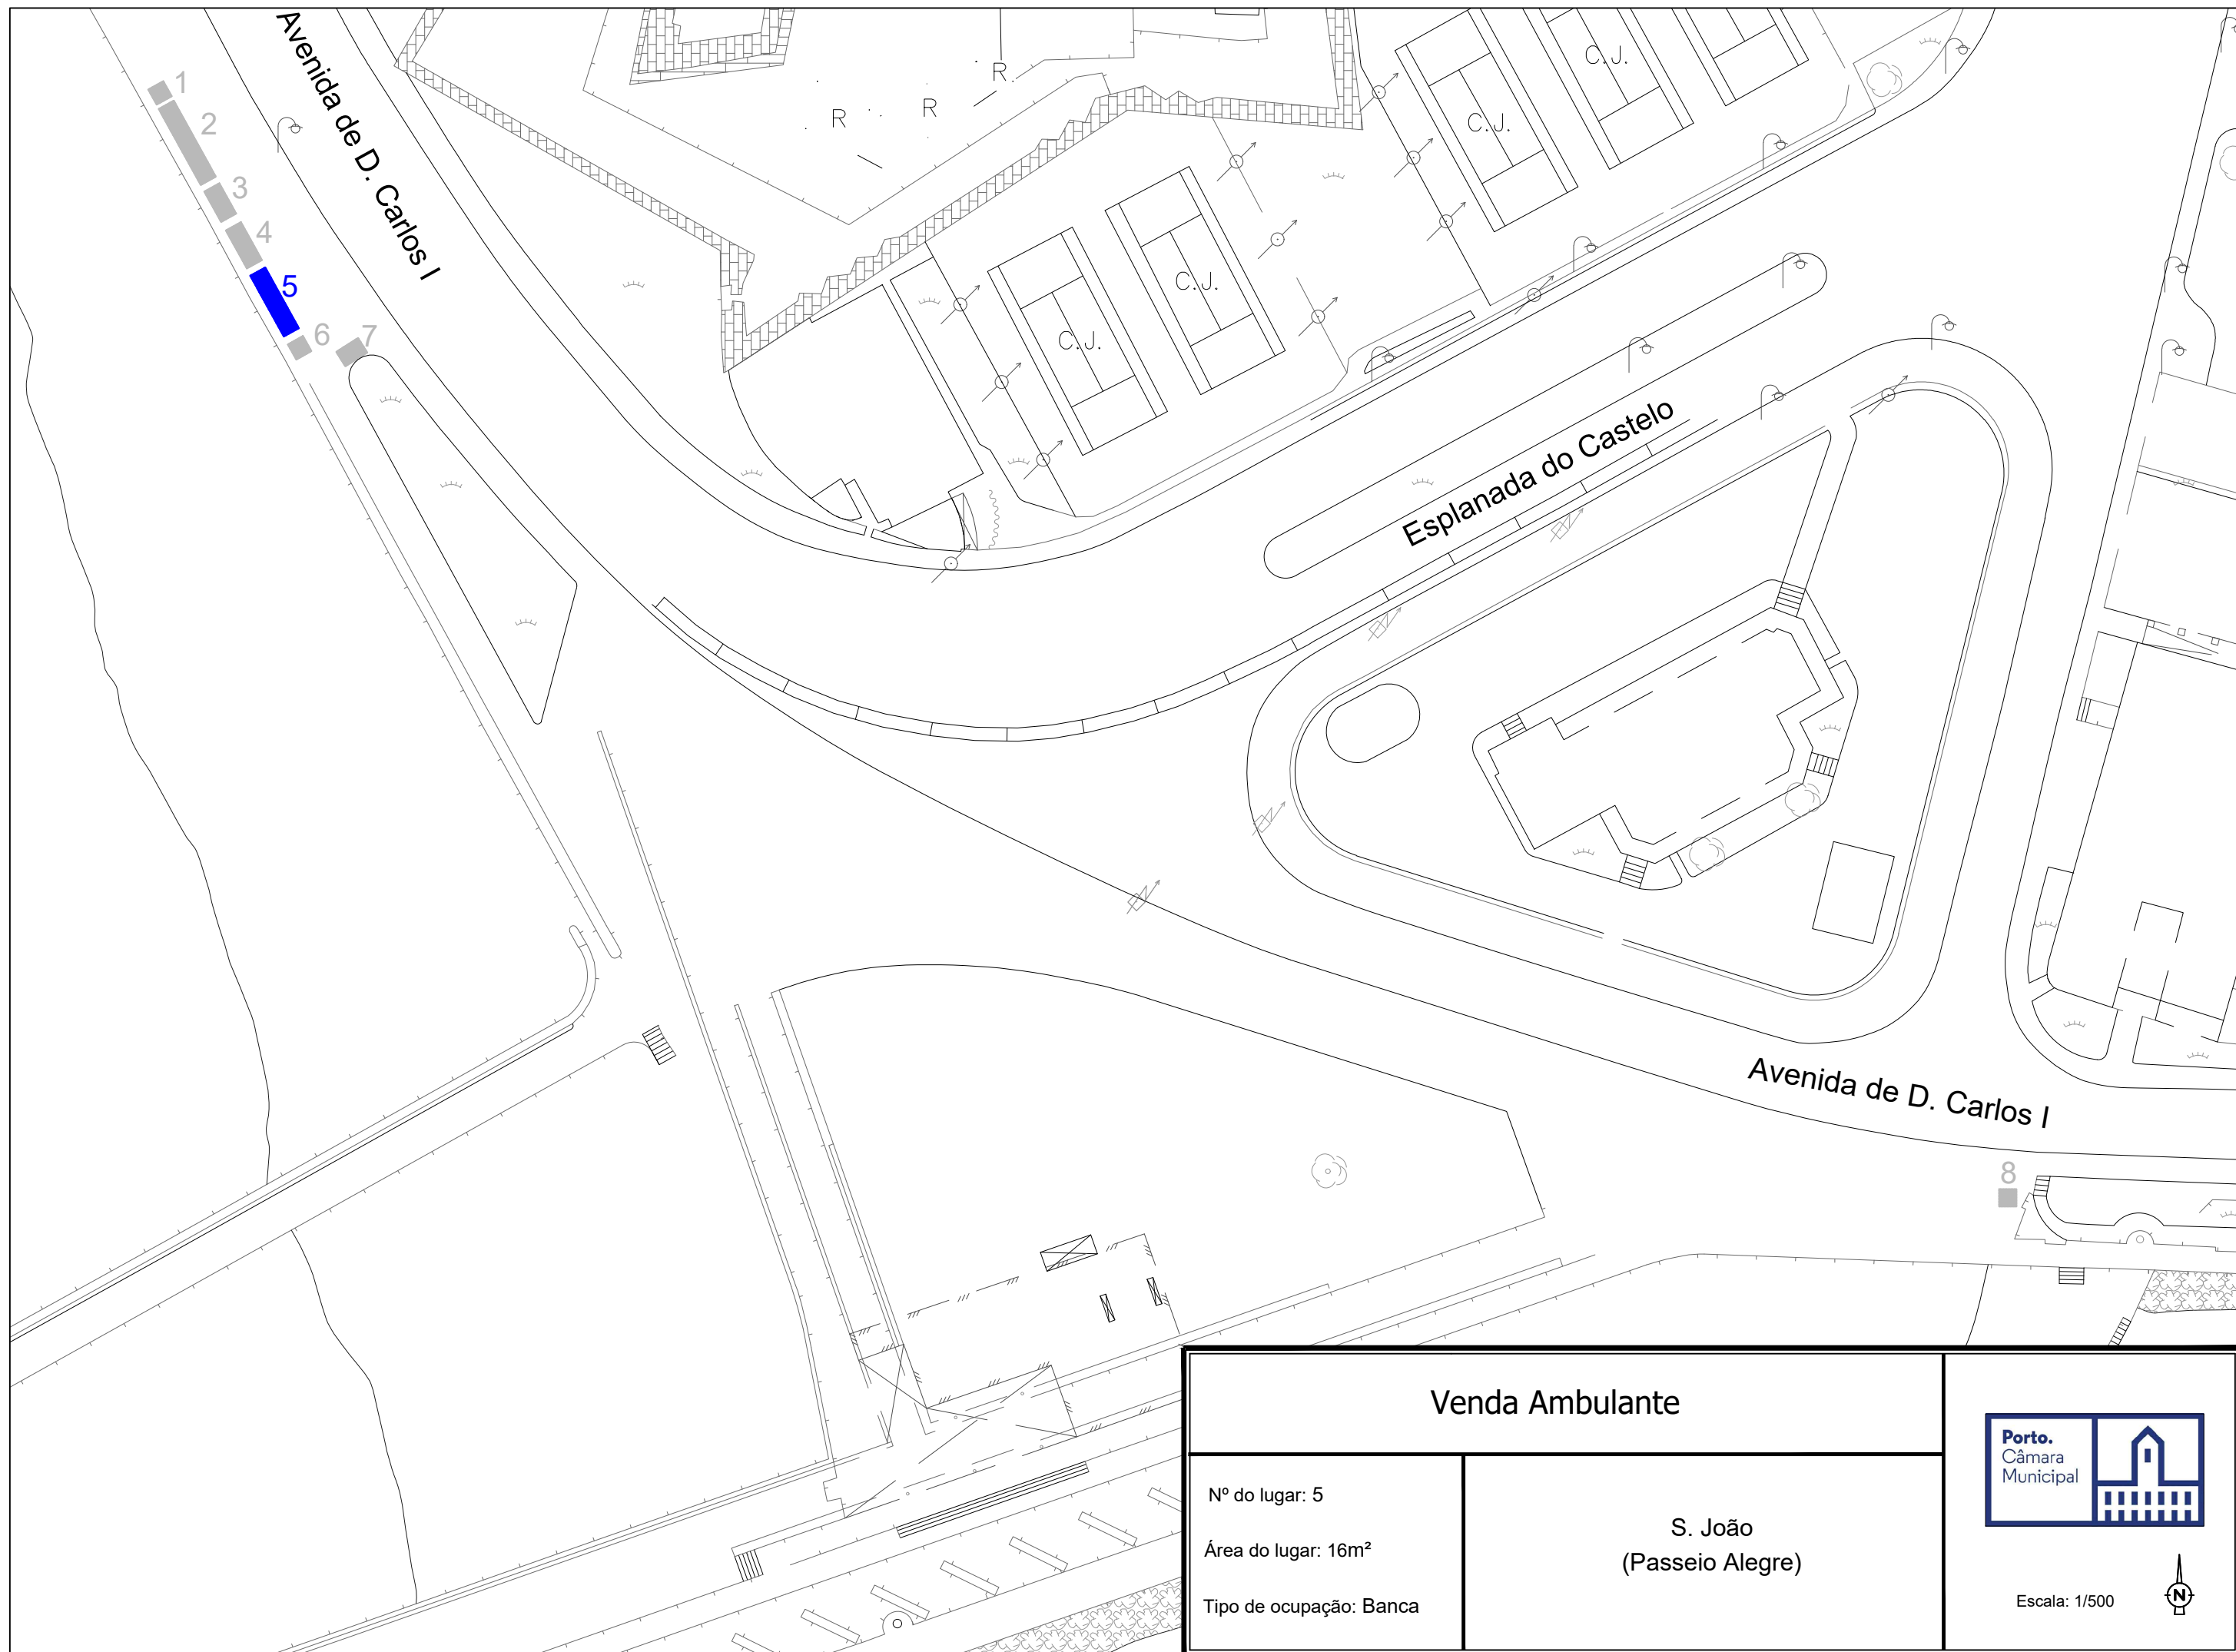 Avenida de D. Carlos I
1
2
3
4
5
6
7
R
R
R
C.J.
C.J.
C.J.
C.J.
Esplanada do Castelo
Avenida de D. Carlos I
8
Venda Ambulante
Nº do lugar: 5
Área do lugar: 16m²
Tipo de ocupação: Banca
S. João
(Passeio Alegre)
Porto.
Câmara
Municipal
Escala: 1/500
N